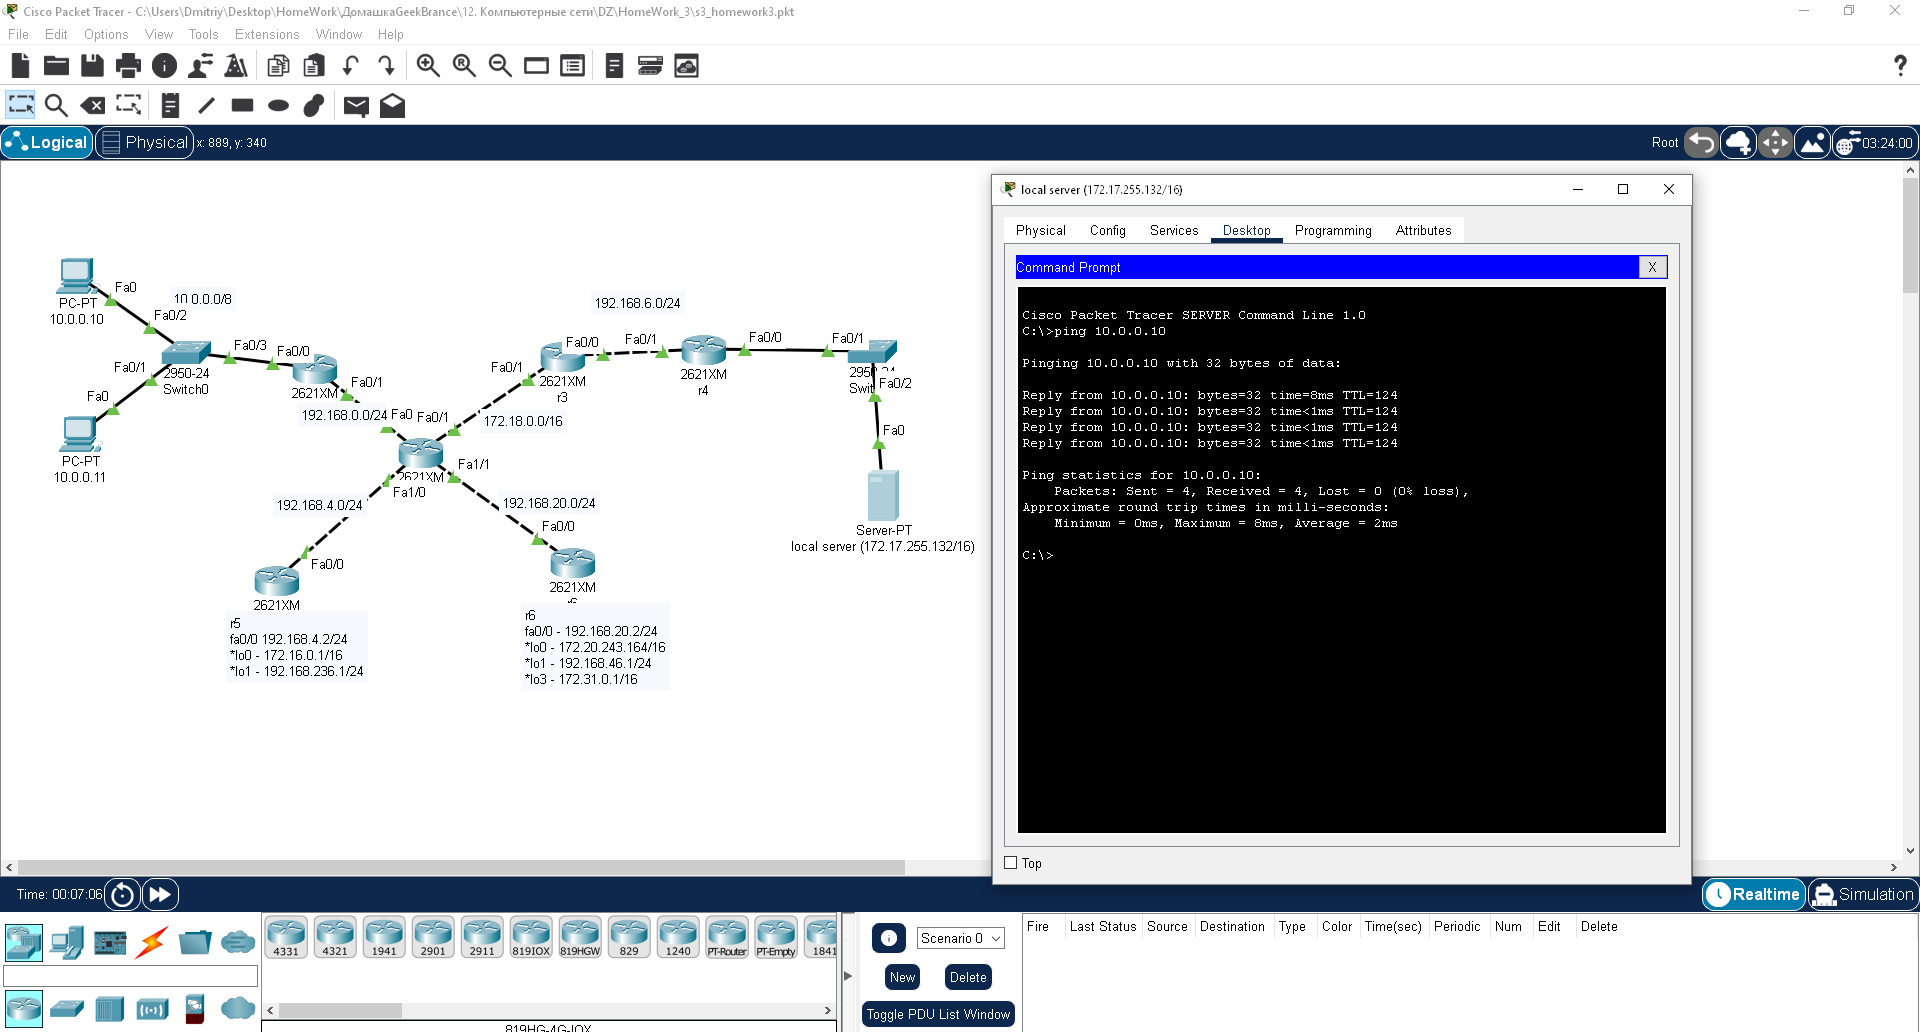 Cisco Packet Tracer - C:\Users\Dmitriy\Desktop\HomeWork\ДомашкаGeekBrance\12. Компьютерные сети\DZ\HomeWork_3\s3_homework3.pkt
File Edit Options View Tools Extensions Window Help
Logical Physical x: 889, y: 340
Root 03:24:00
PC-PT
10.0.0.10
Fa0
Fa0/2
10.0.0.0/8
Fa0/1
Fa0
Fa0/3
Fa0/0
2950-24
Switch0
PC-PT
10.0.0.11
2621XM
Fa0/1
192.168.0.0/24
Fa0
Fa0/1
2621XM
Fa1/0
Fa1/1
172.18.0.0/16
Fa0/1
Fa0/0
2621XM
r3
192.168.6.0/24
Fa0/1
Fa0/0
2621XM
r4
Fa0/1
Fa0/2
Fa0
Server-PT
local server (172.17.255.132/16)
192.168.4.0/24
Fa0/0
2621XM
r5
fa0/0 192.168.4.2/24
*lo0 - 172.16.0.1/16
*lo1 - 192.168.236.1/24
192.168.20.0/24
Fa0/0
2621XM
r6
fa0/0 - 192.168.20.2/24
*lo0 - 172.20.243.164/16
*lo1 - 192.168.46.1/24
*lo3 - 172.31.0.1/16
local server (172.17.255.132/16)
Physical Config Services Desktop Programming Attributes
Command Prompt X
Cisco Packet Tracer SERVER Command Line 1.0
C:\>ping 10.0.0.10
Pinging 10.0.0.10 with 32 bytes of data:
Reply from 10.0.0.10: bytes=32 time=8ms TTL=124
Reply from 10.0.0.10: bytes=32 time<1ms TTL=124
Reply from 10.0.0.10: bytes=32 time<1ms TTL=124
Reply from 10.0.0.10: bytes=32 time<1ms TTL=124
Ping statistics for 10.0.0.10:
Packets: Sent = 4, Received = 4, Lost = 0 (0% loss),
Approximate round trip times in milli-seconds:
Minimum = 0ms, Maximum = 8ms, Average = 2ms
C:\>
Top
Time: 00:07:06
Realtime Simulation
4331 4321 1941 2901 2911 819IOX 819HGW 829 1240 PT-Router PT-Empty 1841
819HG-4G-IOX
Scenario 0
New Delete
Toggle PDU List Window
Fire Last Status Source Destination Type Color Time(sec) Periodic Num Edit Delete